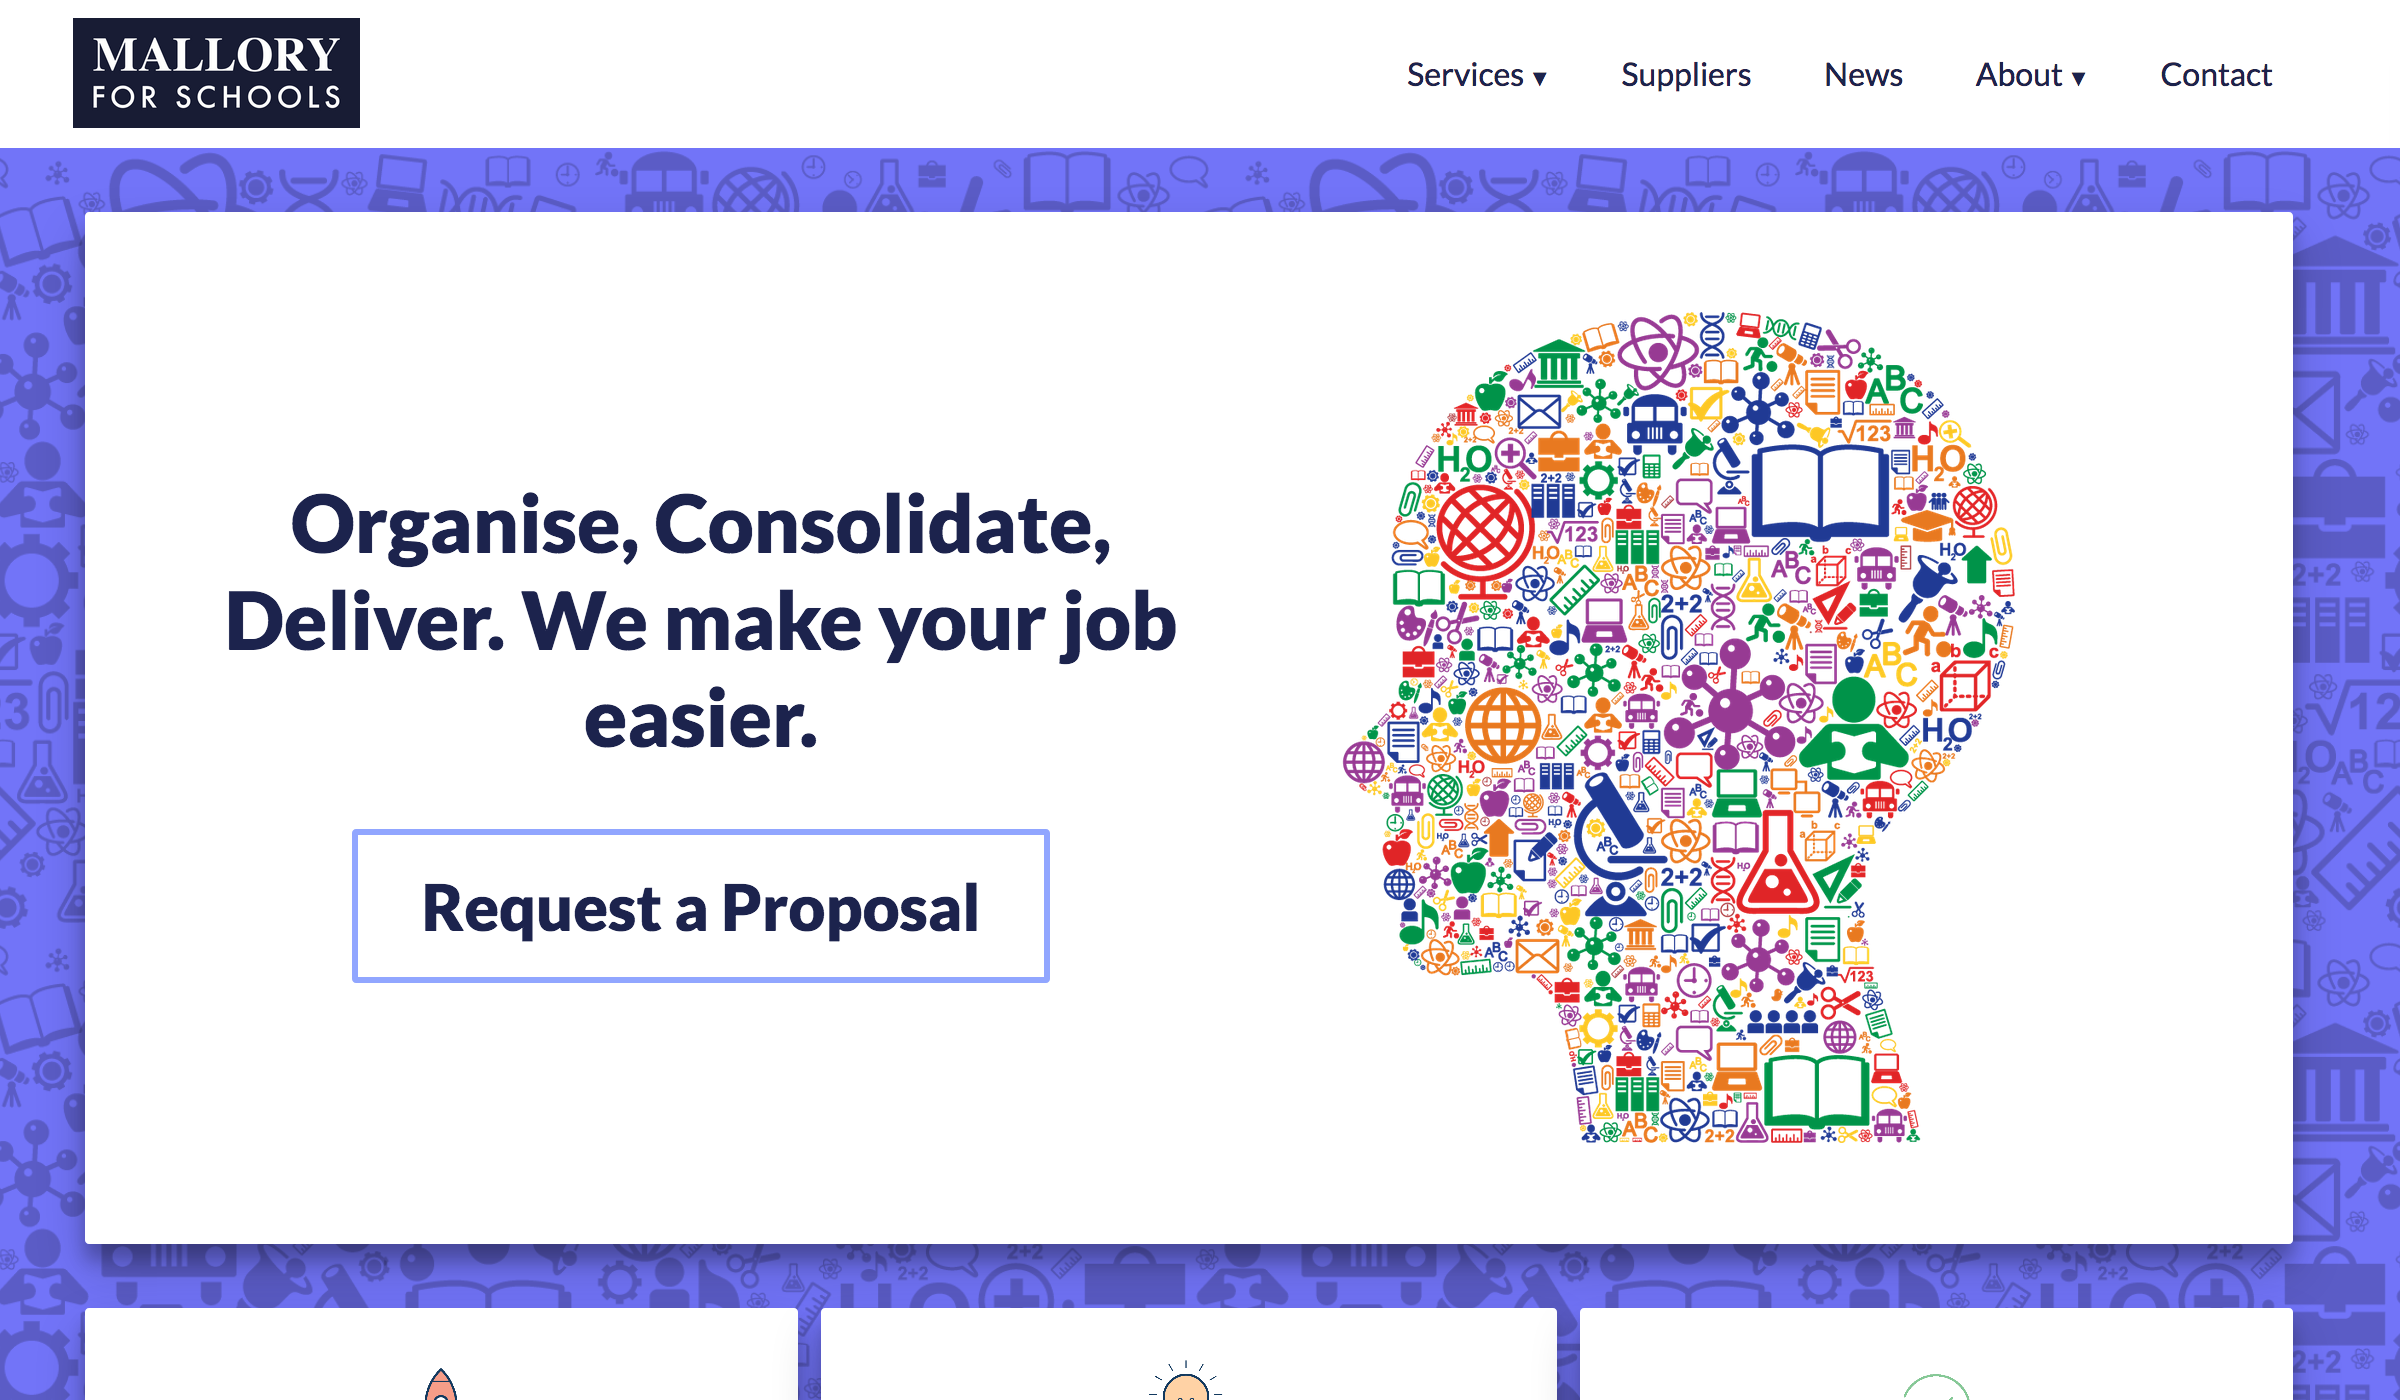 MALLORY
FOR SCHOOLS
Services ▾
Suppliers
News
About ▾
Contact
Organise, Consolidate,
Deliver. We make your job
easier.
Request a Proposal